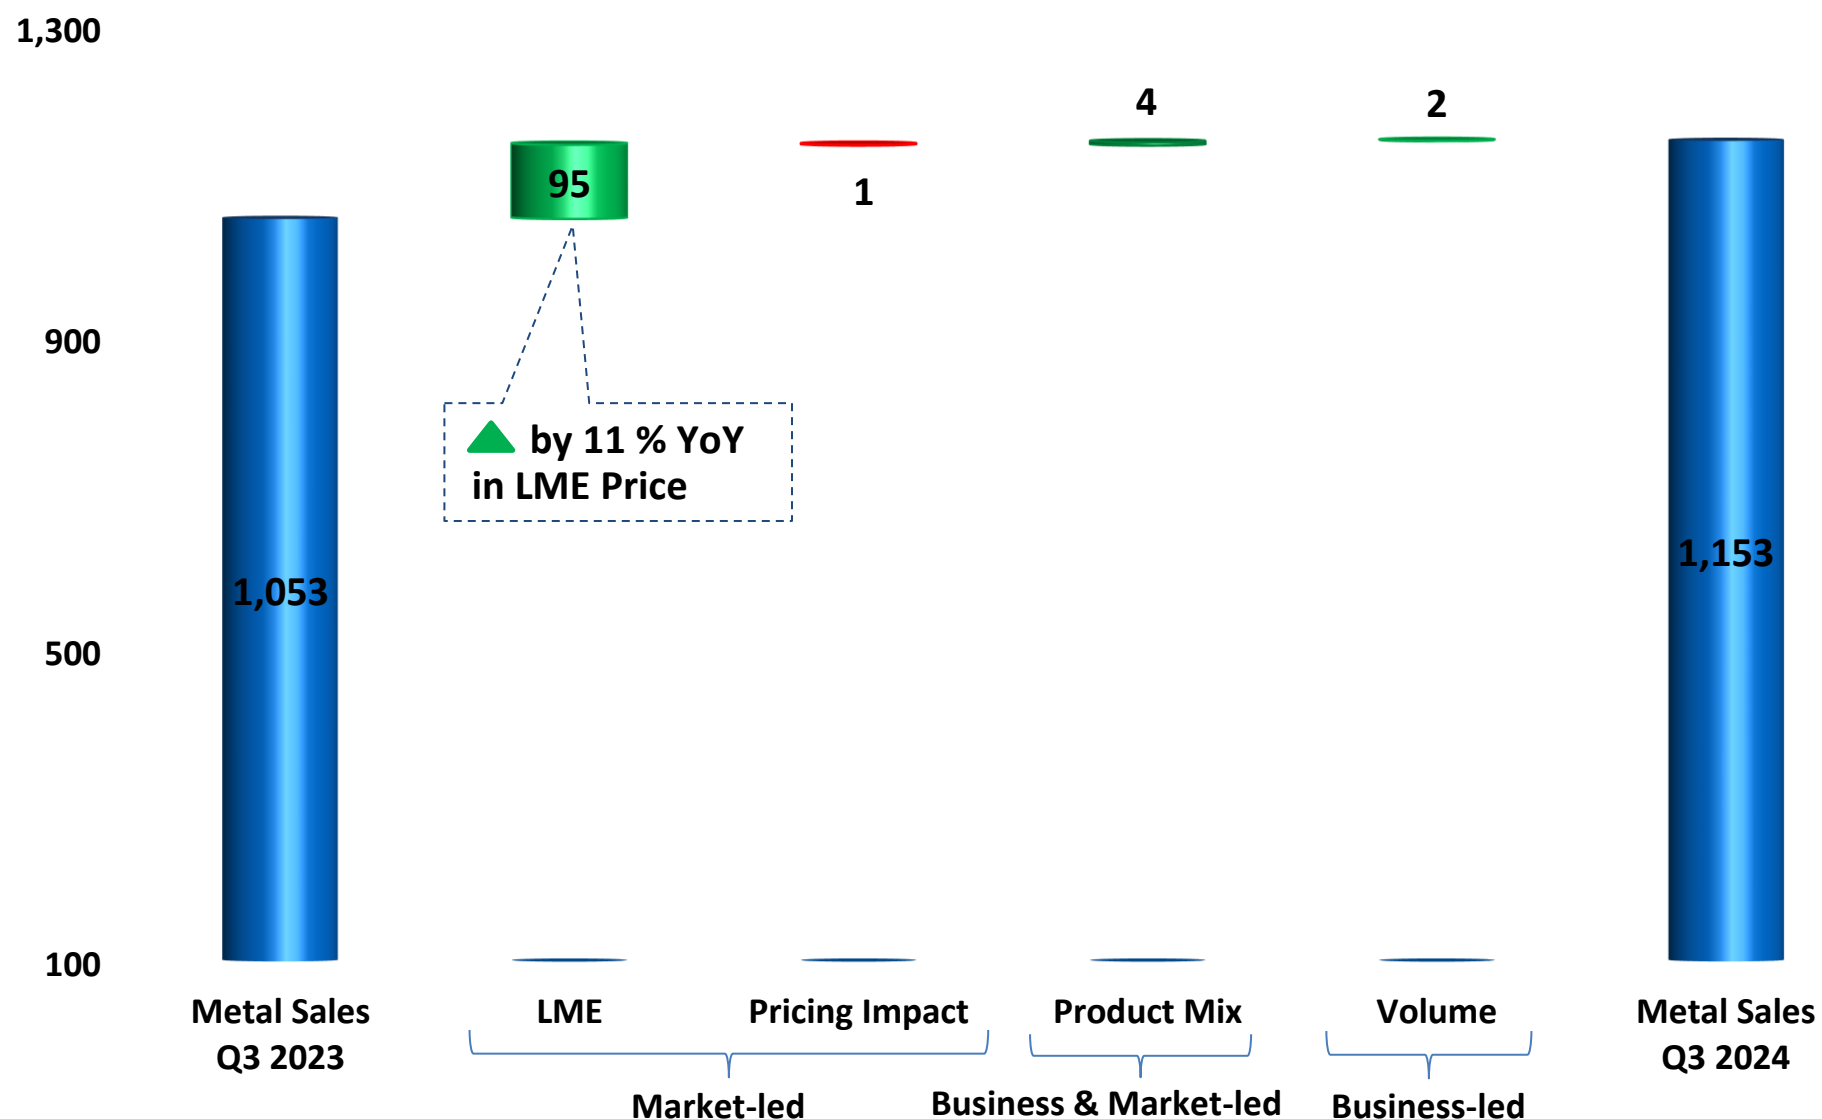 1,300
900
500
100
1,053
95
1
4
2
1,153
by 11 % YoY
in LME Price
Metal Sales
Q3 2023
LME
Pricing Impact
Product Mix
Volume
Metal Sales
Q3 2024
Market-led
Business & Market-led
Business-led